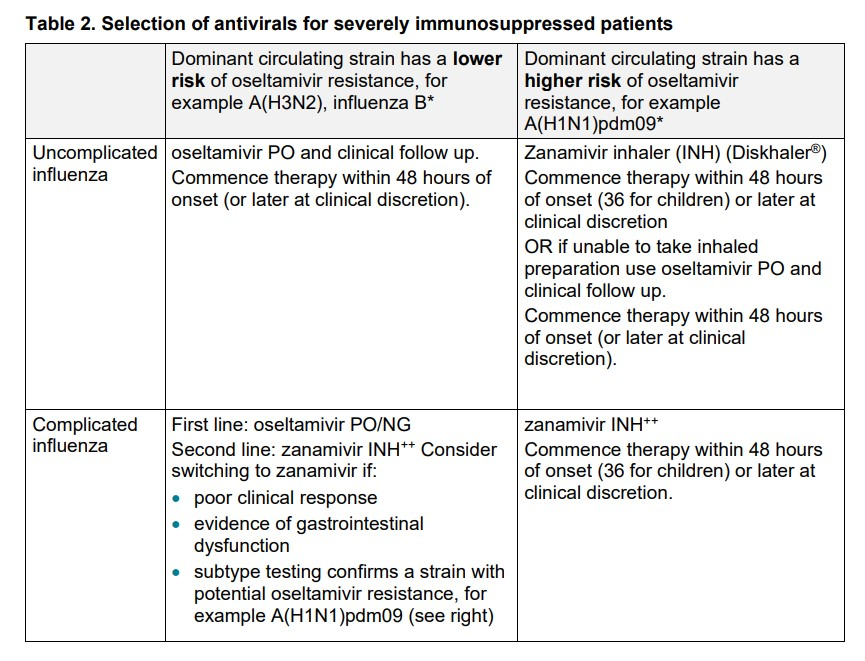 Table 2. Selection of antivirals for severely immunosuppressed patients
Dominant circulating strain has a lower
risk of oseltamivir resistance, for
example A(H3N2), influenza B*
Dominant circulating strain has a
higher risk of oseltamivir
resistance, for example
A(H1N1)pdm09*
Uncomplicated
influenza
oseltamivir PO and clinical follow up.
Commence therapy within 48 hours of
onset (or later at clinical discretion).
Zanamivir inhaler (INH) (Diskhaler®)
Commence therapy within 48 hours
of onset (36 for children) or later at
clinical discretion
OR if unable to take inhaled
preparation use oseltamivir PO and
clinical follow up.
Commence therapy within 48 hours
of onset (or later at clinical
discretion).
Complicated
influenza
First line: oseltamivir PO/NG
Second line: zanamivir INH++ Consider
switching to zanamivir if:
• poor clinical response
• evidence of gastrointestinal
dysfunction
• subtype testing confirms a strain with
potential oseltamivir resistance, for
example A(H1N1)pdm09 (see right)
zanamivir INH++
Commence therapy within 48 hours
of onset (36 for children) or later at
clinical discretion.